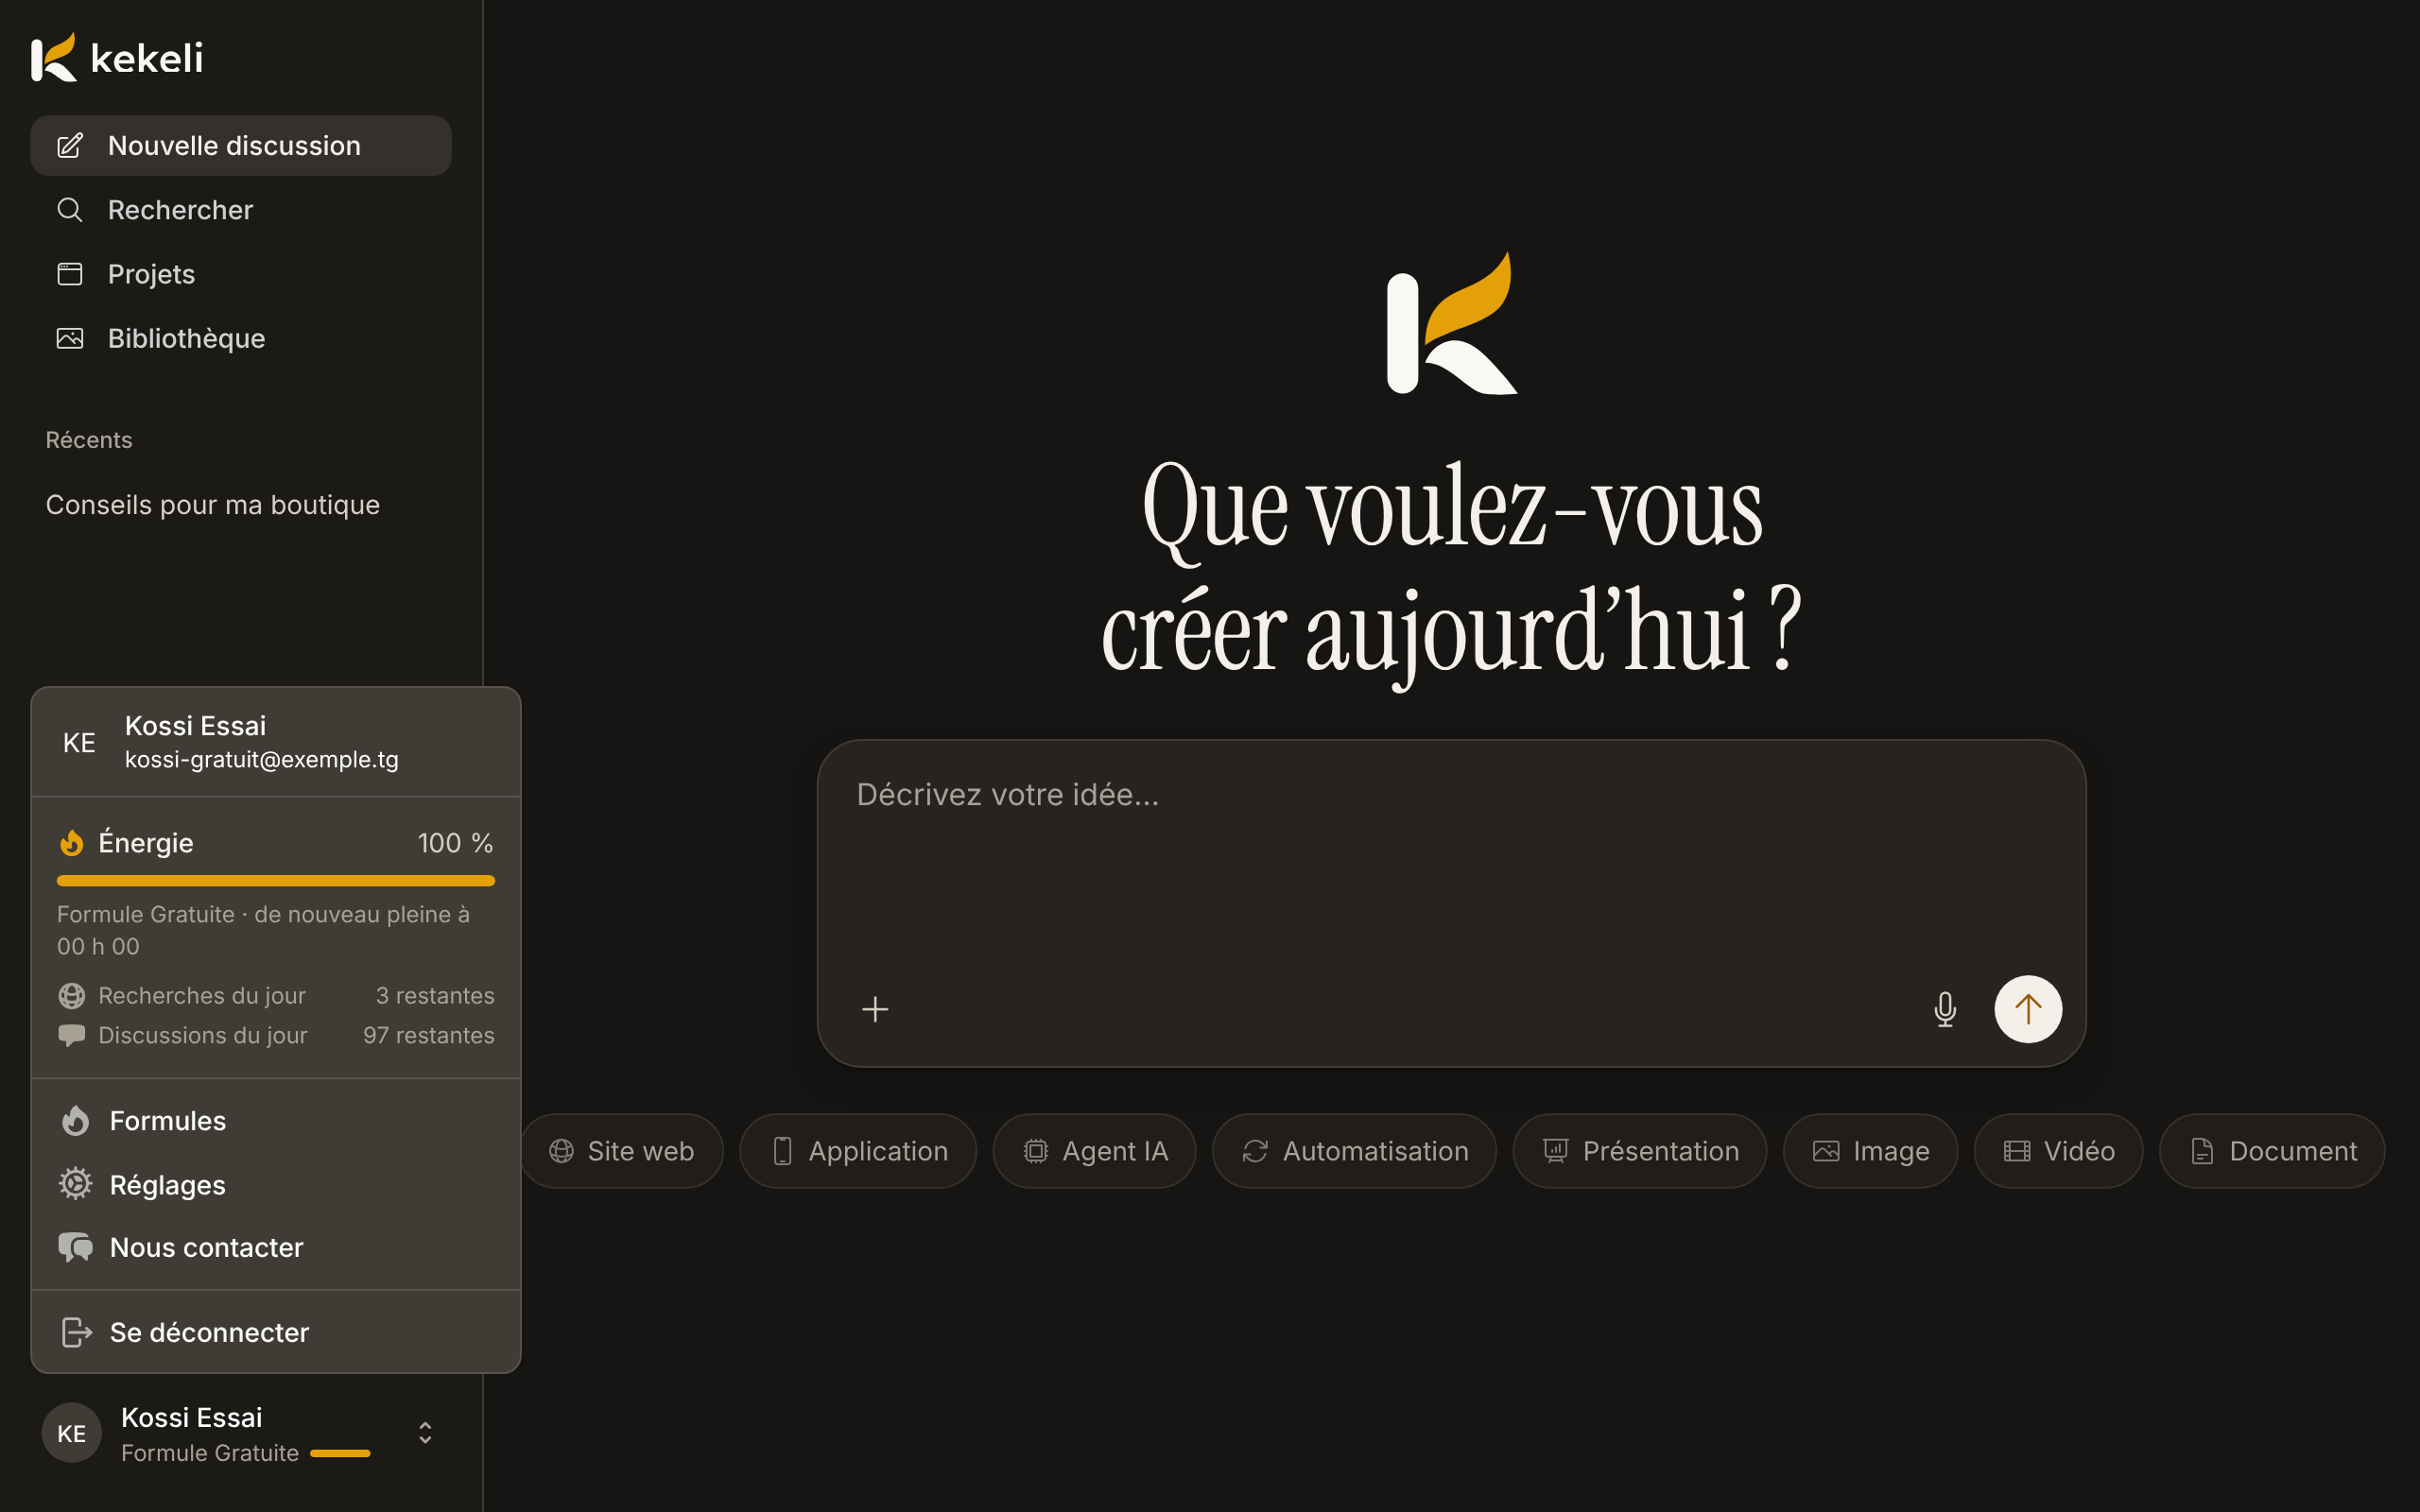 kekeli
Nouvelle discussion
Rechercher
Projets
Bibliothèque
Récents
Conseils pour ma boutique
KE
Kossi Essai
kossi-gratuit@exemple.tg
Énergie 100 %
Formule Gratuite · de nouveau pleine à
00 h 00
Recherches du jour 3 restantes
Discussions du jour 97 restantes
Formules
Réglages
Nous contacter
Se déconnecter
KE
Kossi Essai
Formule Gratuite
Que voulez-vous
créer aujourd’hui ?
Décrivez votre idée...
Site web Application Agent IA Automatisation Présentation Image Vidéo Document